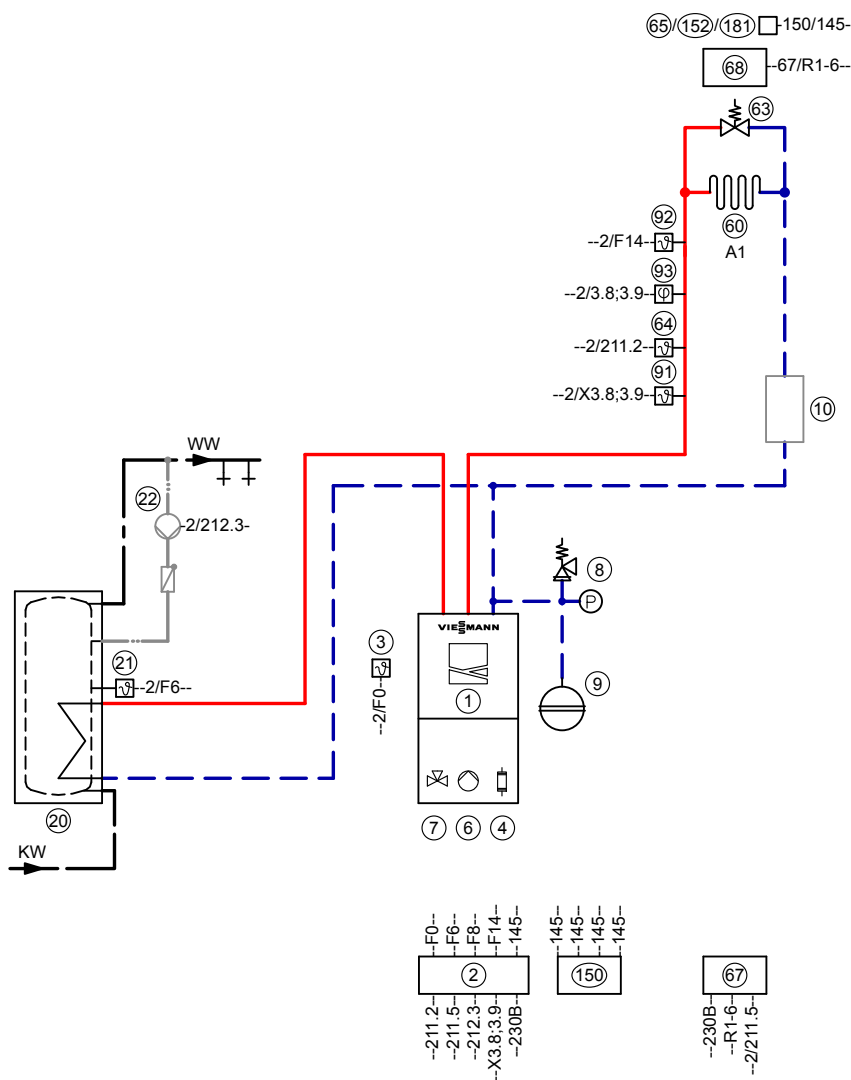 65/152/181 -150/145-
68 --67/R1-6--
63
60
A1
92
--2/F14--
93
φ
--2/3.8;3.9--
64
--2/211.2--
91
--2/X3.8;3.9--
10
WW
22
-2/212.3-
21
ϑ--2/F6--
20
KW
3
ϑ
--2/F0--
VIESSMANN
1
7
6
4
8
P
9
--F0--
--F6--
--F8--
--F14--
--145--
2
--211.2--
--211.5--
--212.3--
--X3.8;3.9--
--230B--
--145--
--145--
--145--
--145--
150
67
--230B--
--R1-6--
--2/211.5--